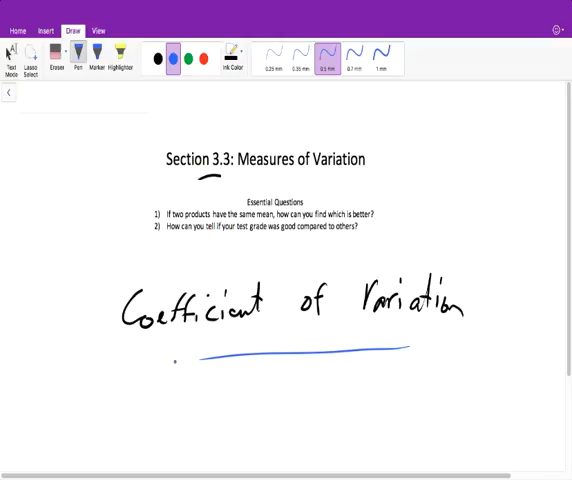 Home Insert Draw View
Text Mode Lasso Select Eraser Pen Marker Highlighter Ink Color 0.25 mm 0.35 mm 0.5 mm 0.7 mm 1 mm
Section 3.3: Measures of Variation
Essential Questions
1) If two products have the same mean, how can you find which is better?
2) How can you tell if your test grade was good compared to others?
Coefficient of Variation